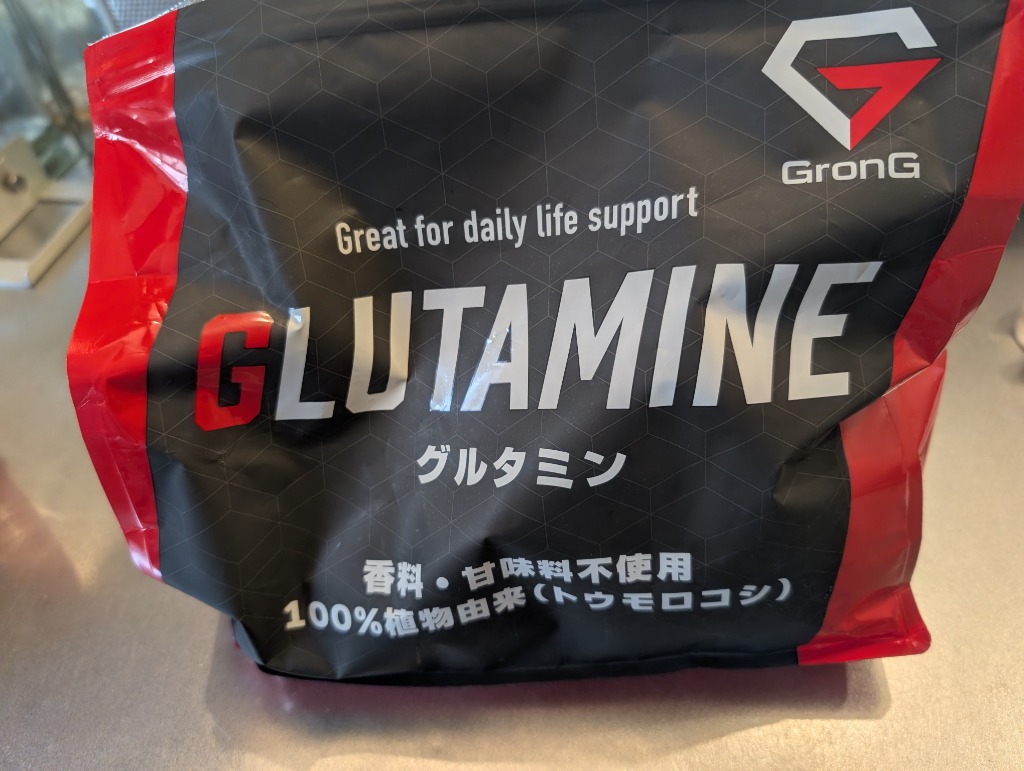 GronG
Great for daily life support
GLUTAMINE
グルタミン
香料・甘味料不使用
100%植物由来(トウモロコシ)